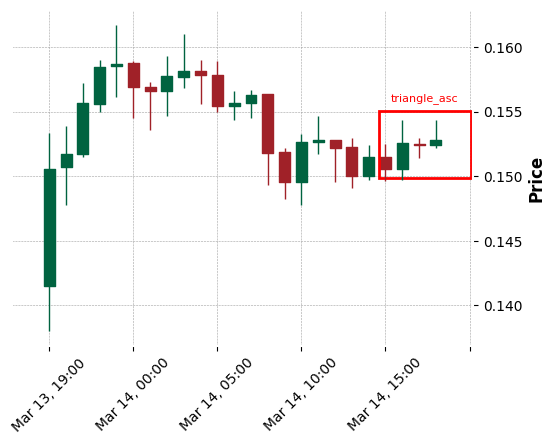 triangle_asc
0.160
0.155
0.150
0.145
0.140
Price
Mar 13, 19:00
Mar 14, 00:00
Mar 14, 05:00
Mar 14, 10:00
Mar 14, 15:00